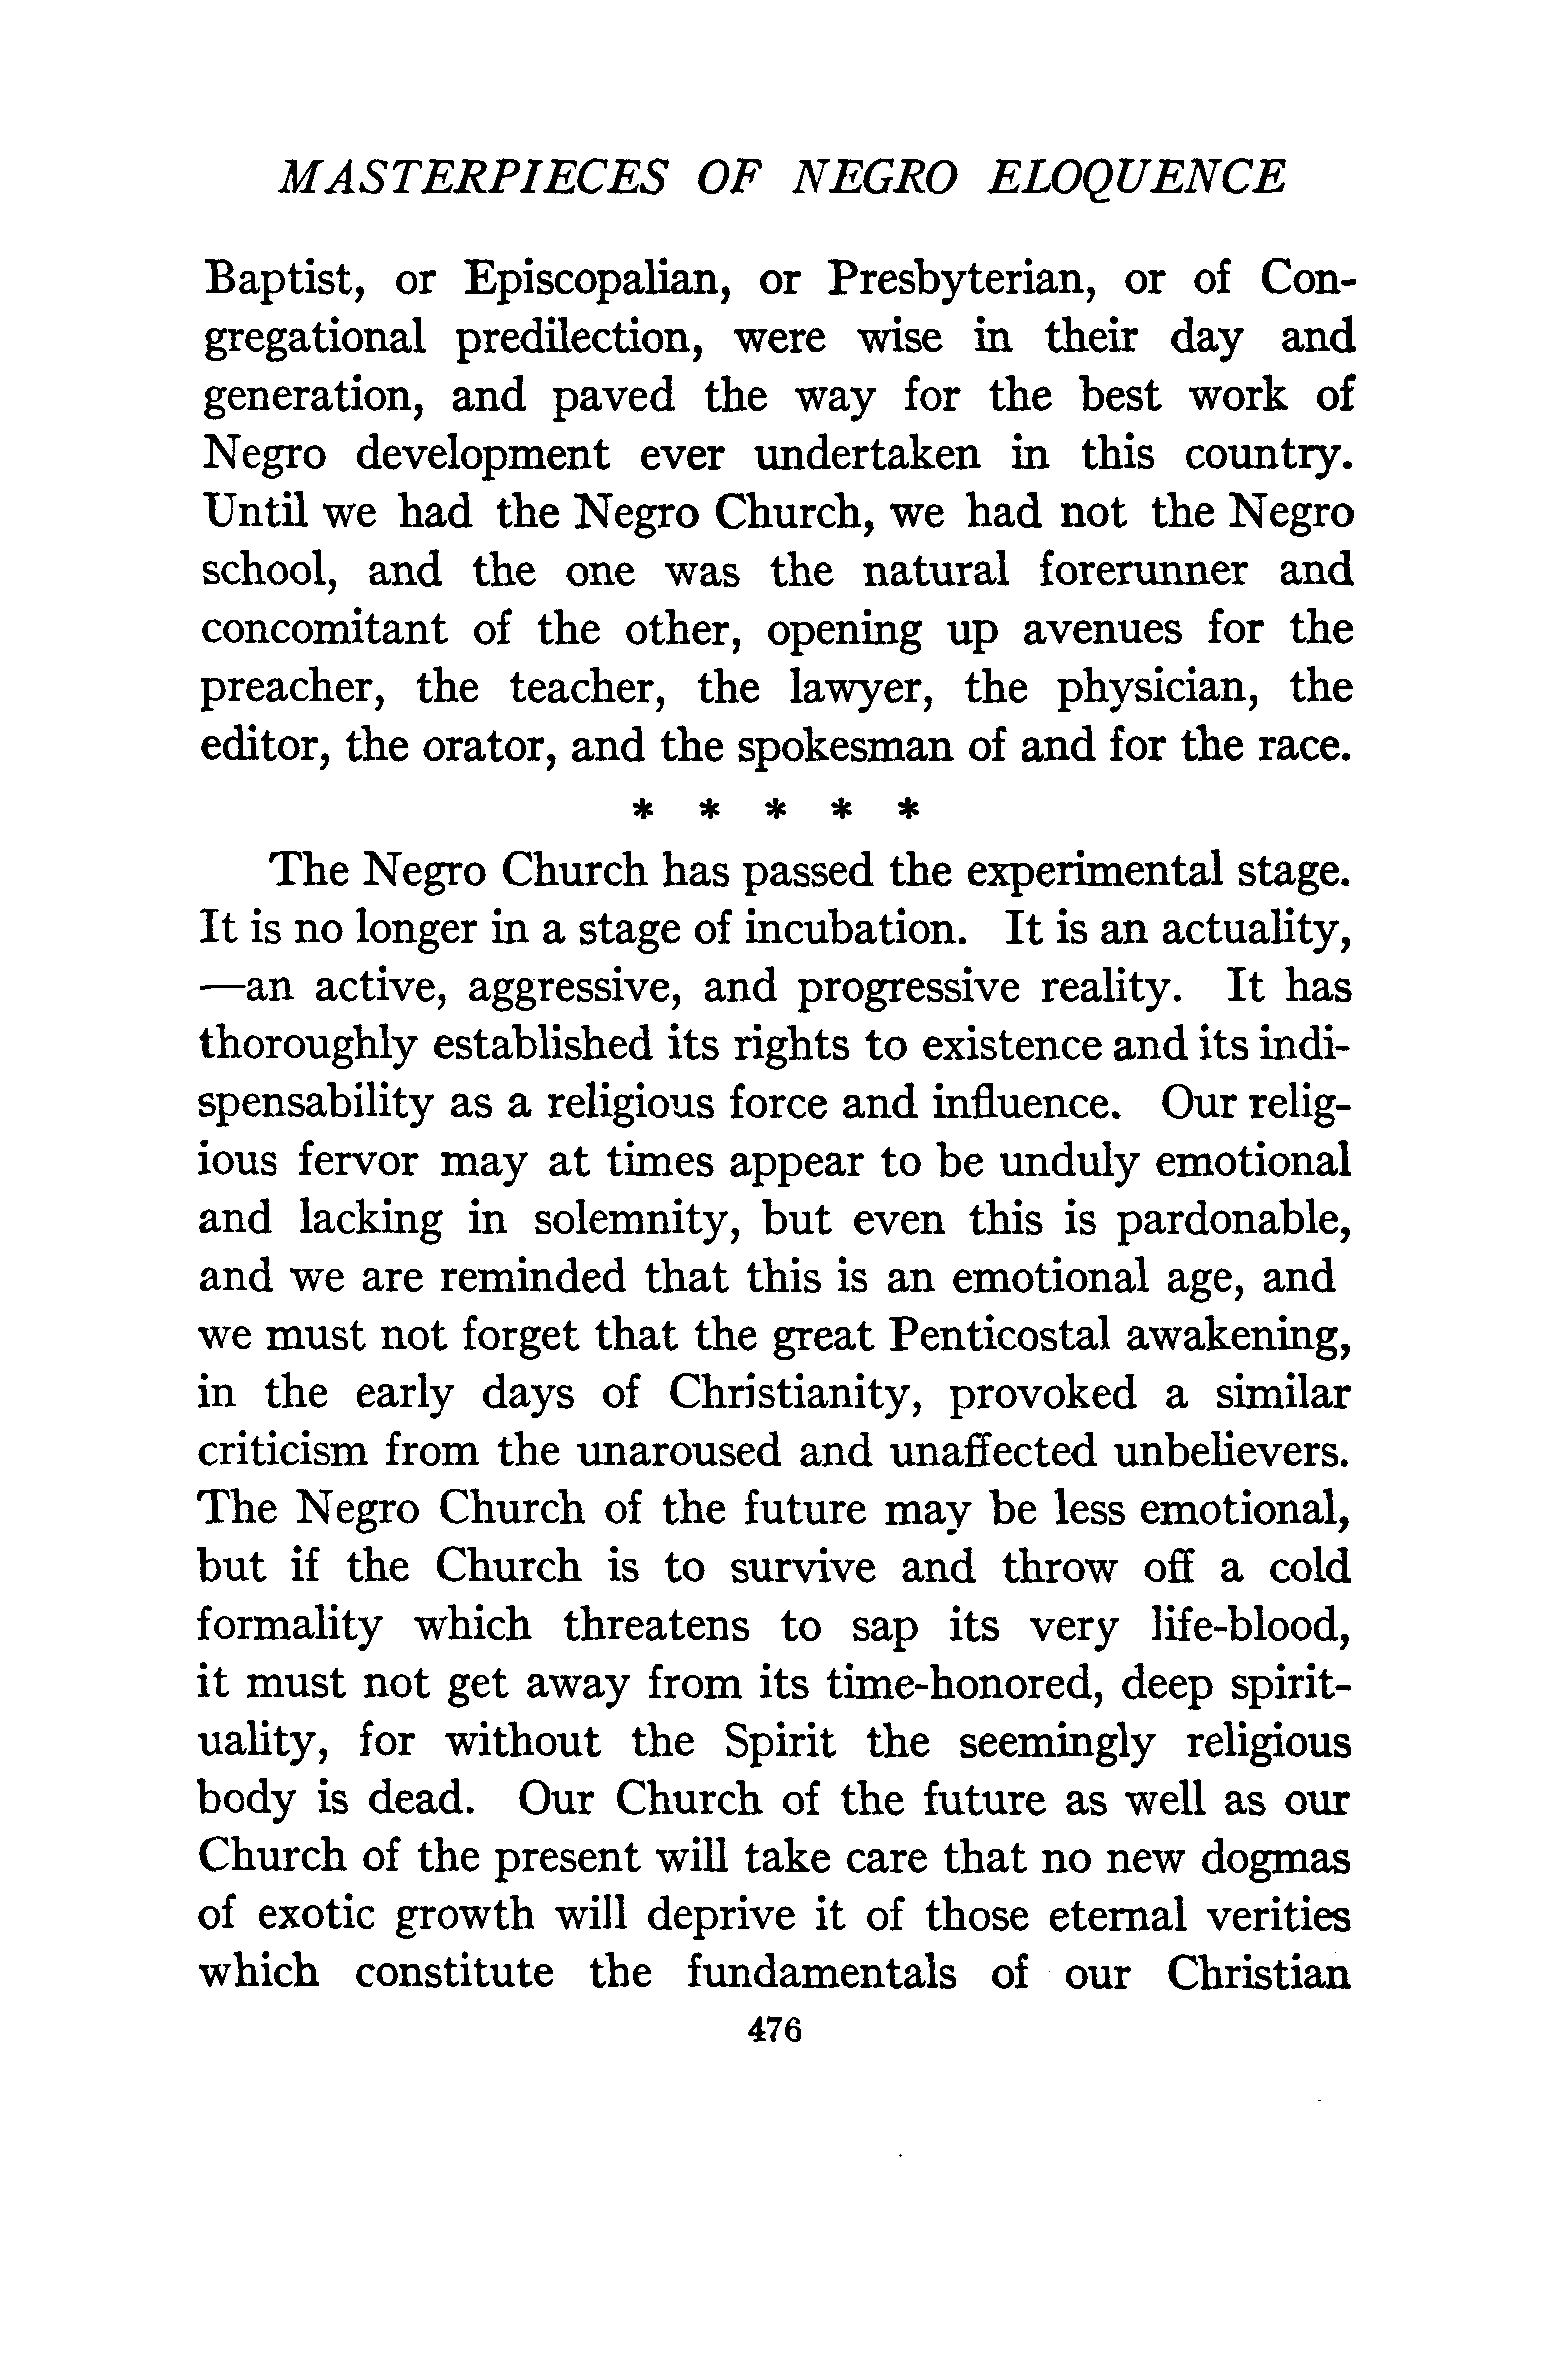 MASTERPIECES OF NEGRO ELOQUENCE
Baptist, or Episcopalian, or Presbyterian, or of Con-
gregational predilection, were wise in their day and
generation, and paved the way for the best work of
Negro development ever undertaken in this country.
Until we had the Negro Church, we had not the Negro
school, and the one was the natural forerunner and
concomitant of the other, opening up avenues for the
preacher, the teacher, the lawyer, the physician, the
editor, the orator, and the spokesman of and for the race.
* * * * *
The Negro Church has passed the experimental stage.
It is no longer in a stage of incubation. It is an actuality,
—an active, aggressive, and progressive reality. It has
thoroughly established its rights to existence and its indi-
spensability as a religious force and influence. Our relig-
ious fervor may at times appear to be unduly emotional
and lacking in solemnity, but even this is pardonable,
and we are reminded that this is an emotional age, and
we must not forget that the great Penticostal awakening,
in the early days of Christianity, provoked a similar
criticism from the unaroused and unaffected unbelievers.
The Negro Church of the future may be less emotional,
but if the Church is to survive and throw off a cold
formality which threatens to sap its very life-blood,
it must not get away from its time-honored, deep spirit-
uality, for without the Spirit the seemingly religious
body is dead. Our Church of the future as well as our
Church of the present will take care that no new dogmas
of exotic growth will deprive it of those eternal verities
which constitute the fundamentals of our Christian
476